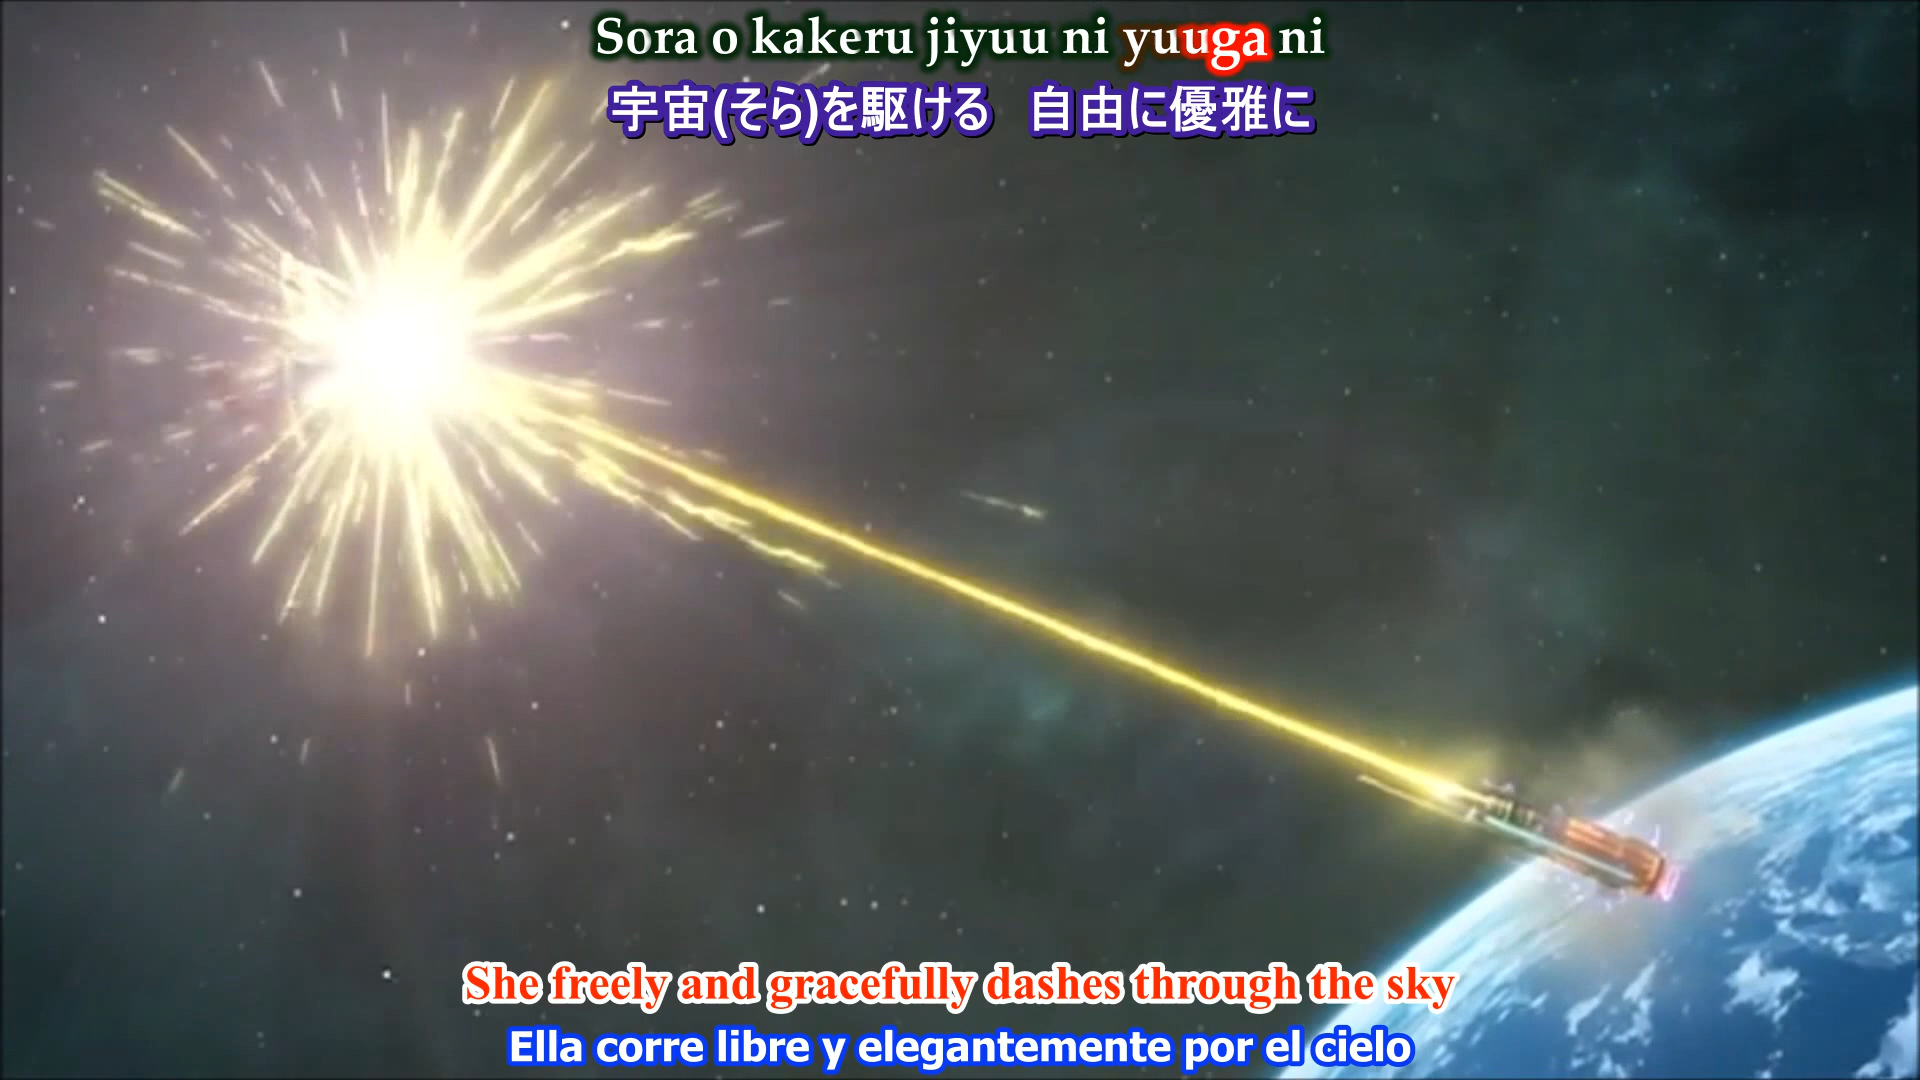 Sora o kakeru jiyuu ni yuuga ni
宇宙(そら)を駆ける　自由に優雅に
She freely and gracefully dashes through the sky
Ella corre libre y elegantemente por el cielo